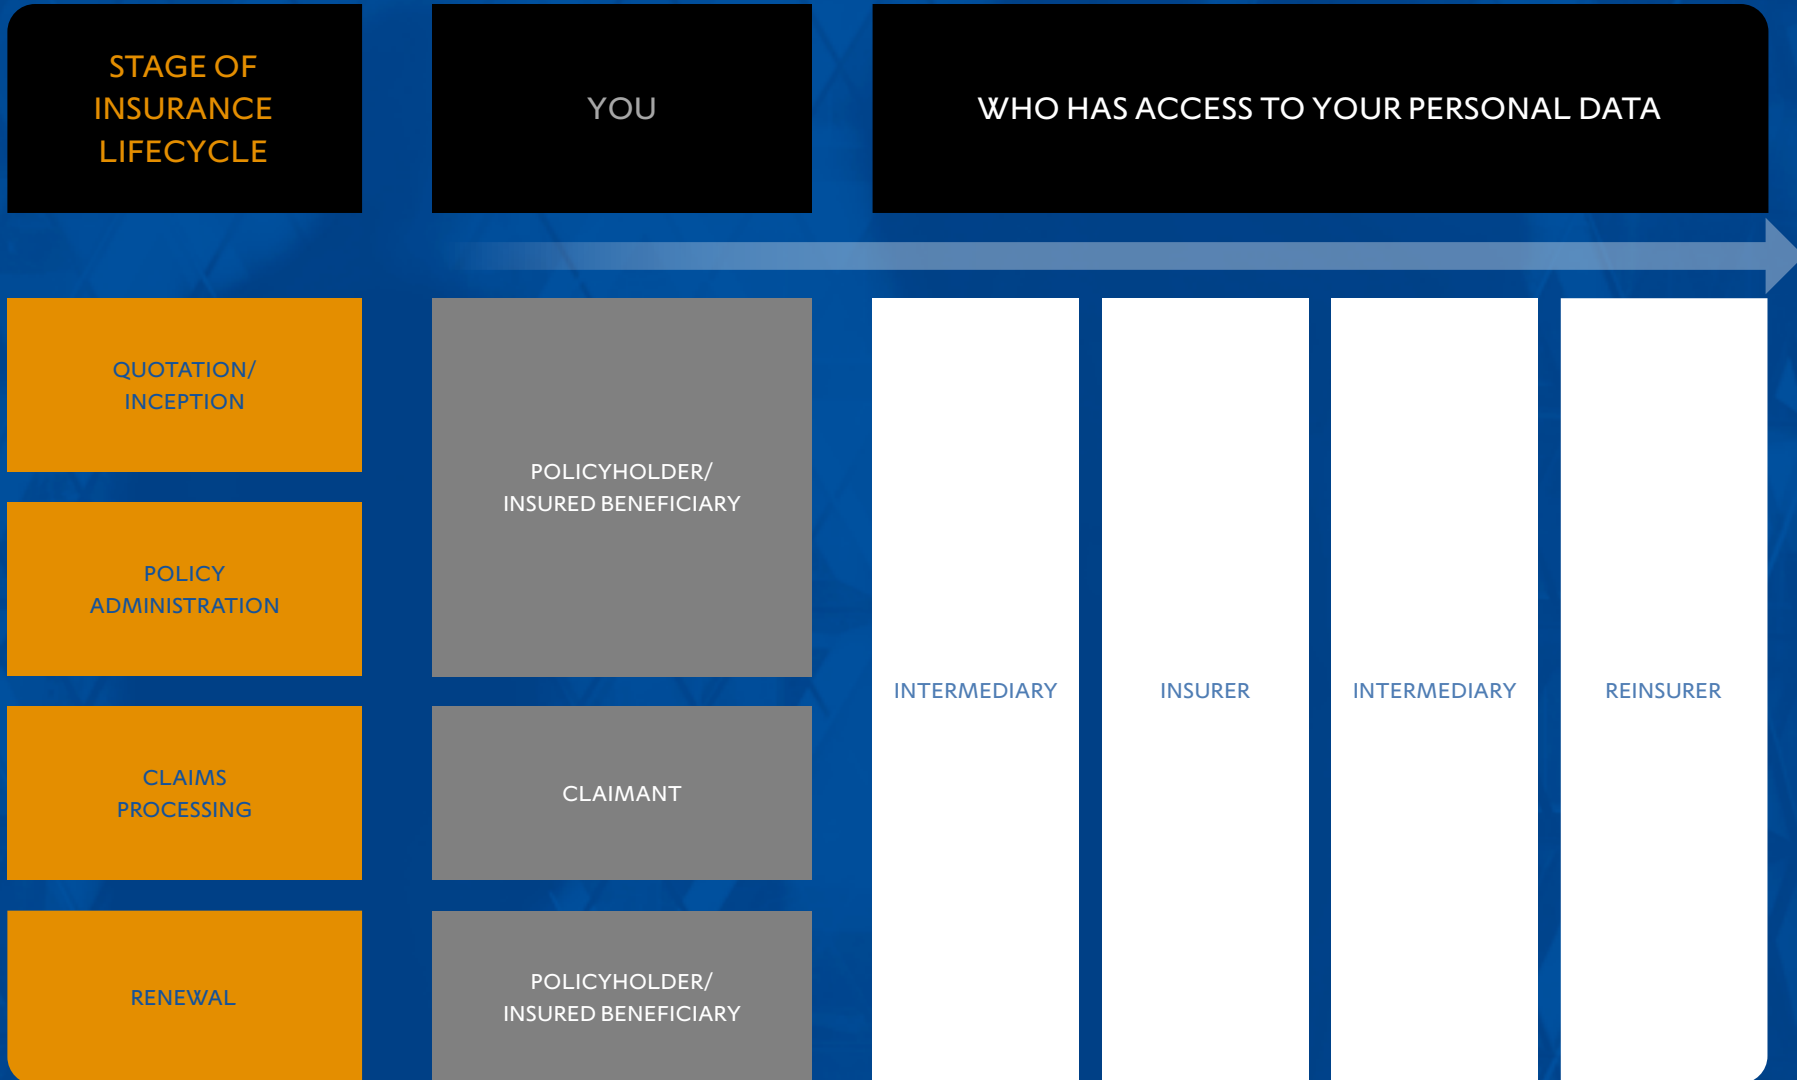 STAGE OF
INSURANCE
LIFECYCLE
YOU
WHO HAS ACCESS TO YOUR PERSONAL DATA
QUOTATION/
INCEPTION
POLICY
ADMINISTRATION
CLAIMS
PROCESSING
RENEWAL
POLICYHOLDER/
INSURED BENEFICIARY
CLAIMANT
POLICYHOLDER/
INSURED BENEFICIARY
INTERMEDIARY
INSURER
INTERMEDIARY
REINSURER